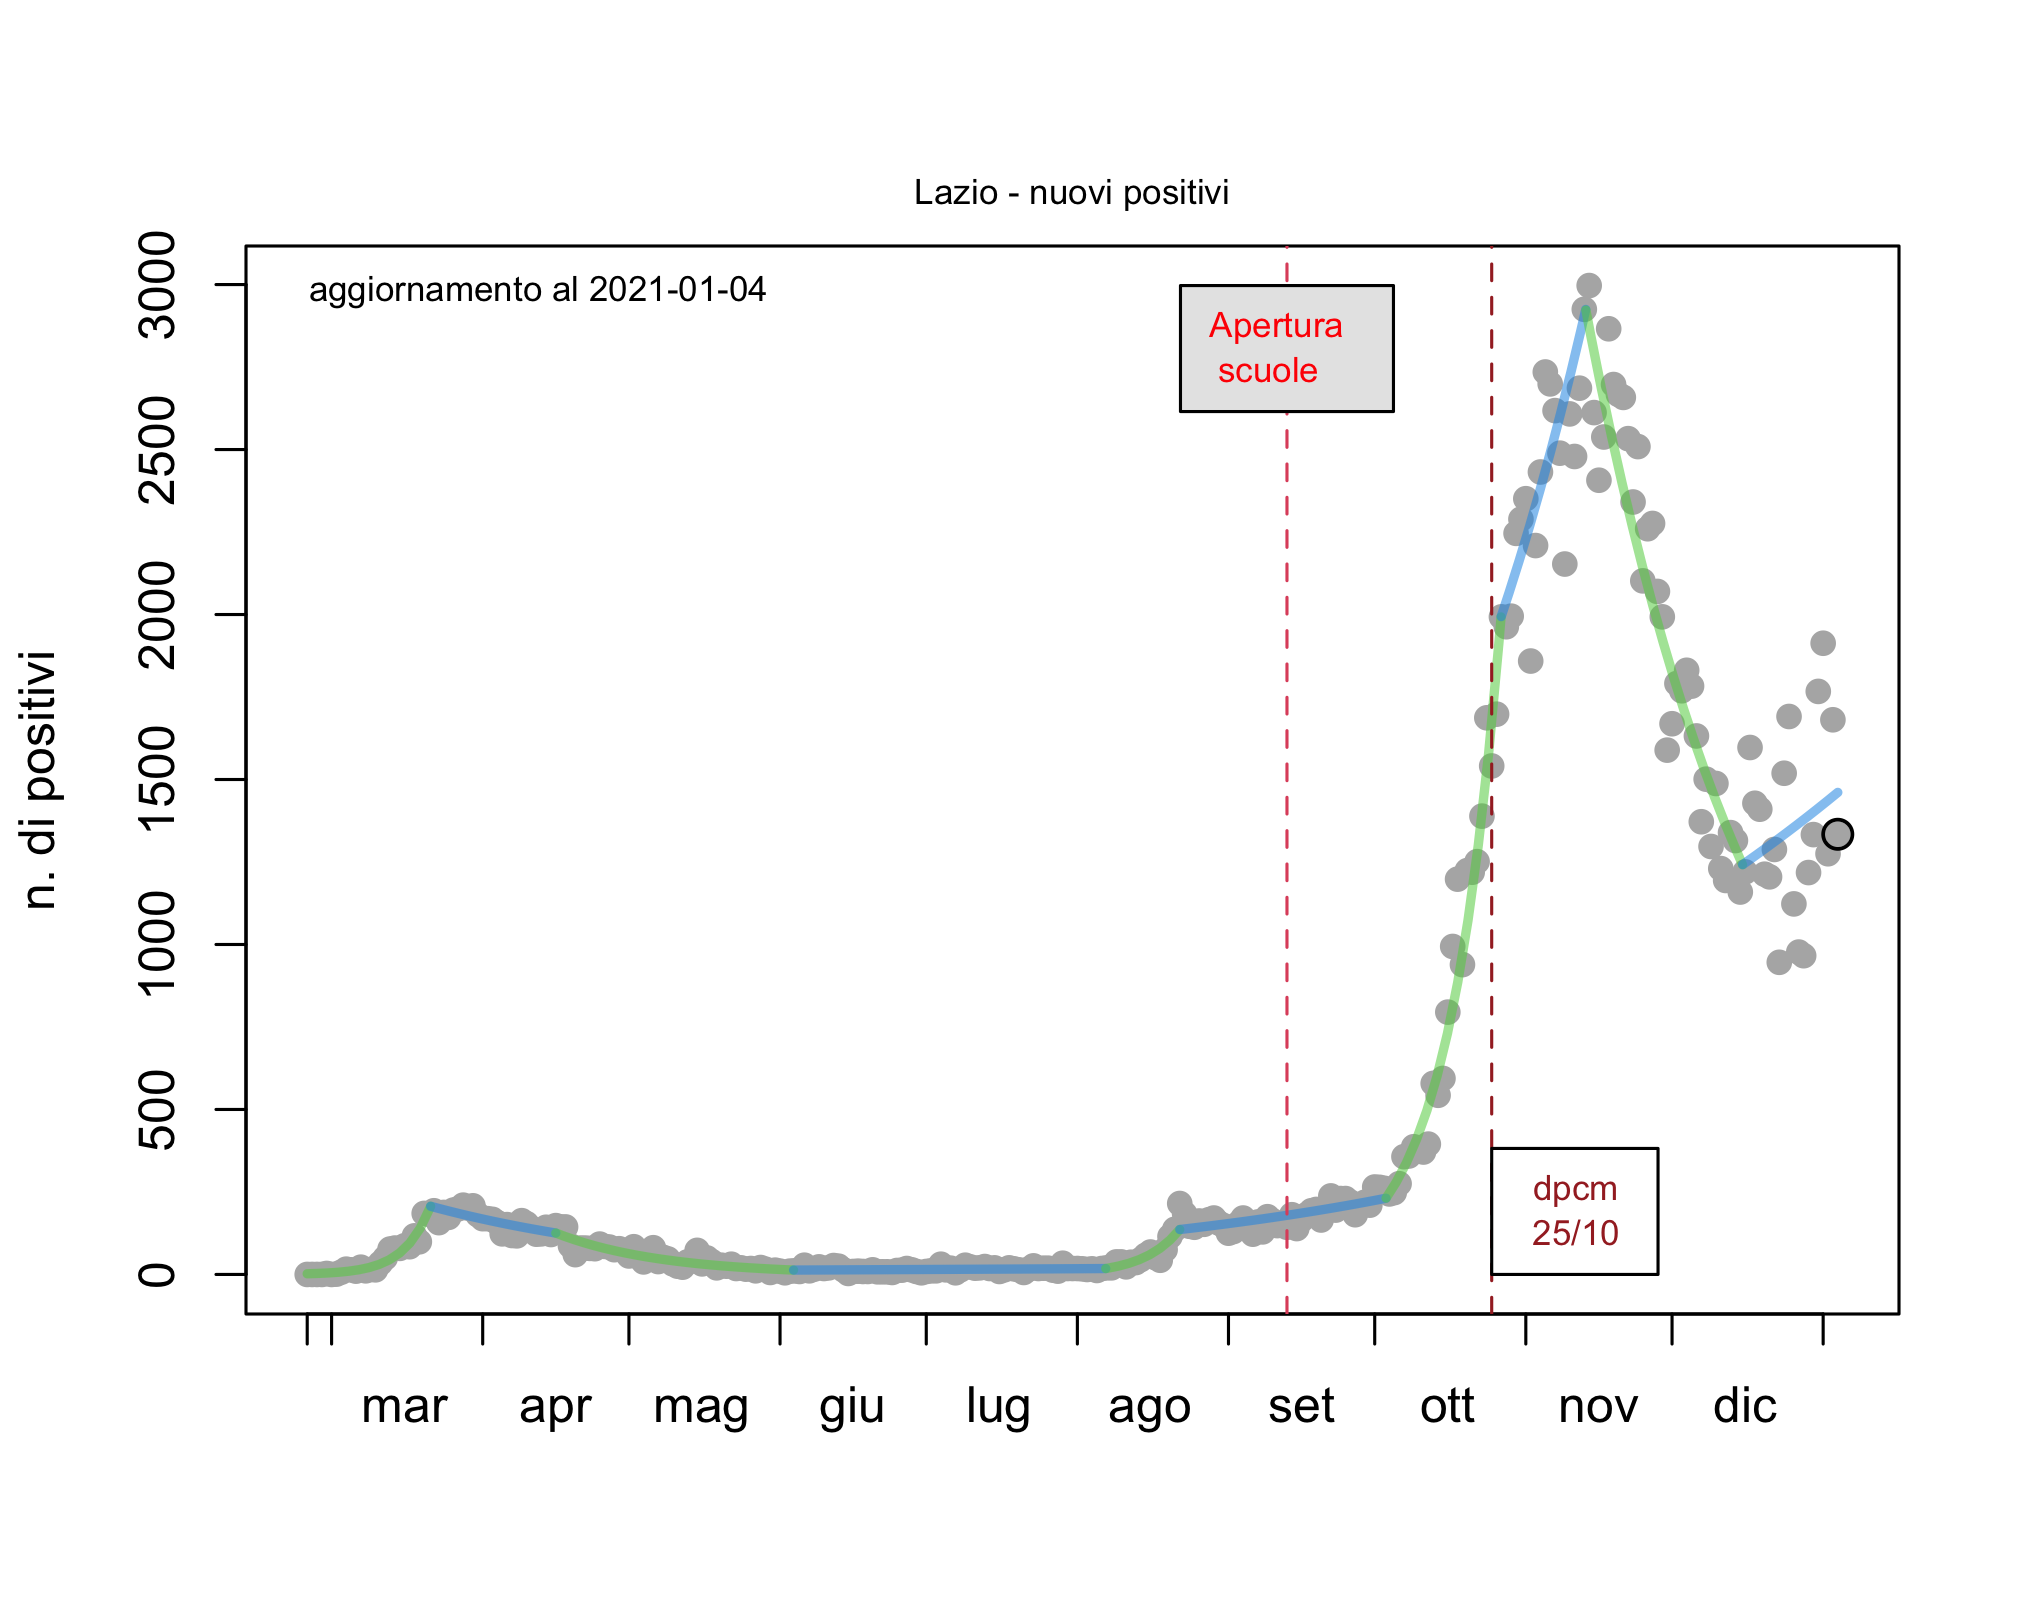 Lazio - nuovi positivi
aggiornamento al 2021-01-04
Apertura
scuole
dpcm
25/10
n. di positivi
3000
2500
2000
1500
1000
500
0
mar apr mag giu lug ago set ott nov dic